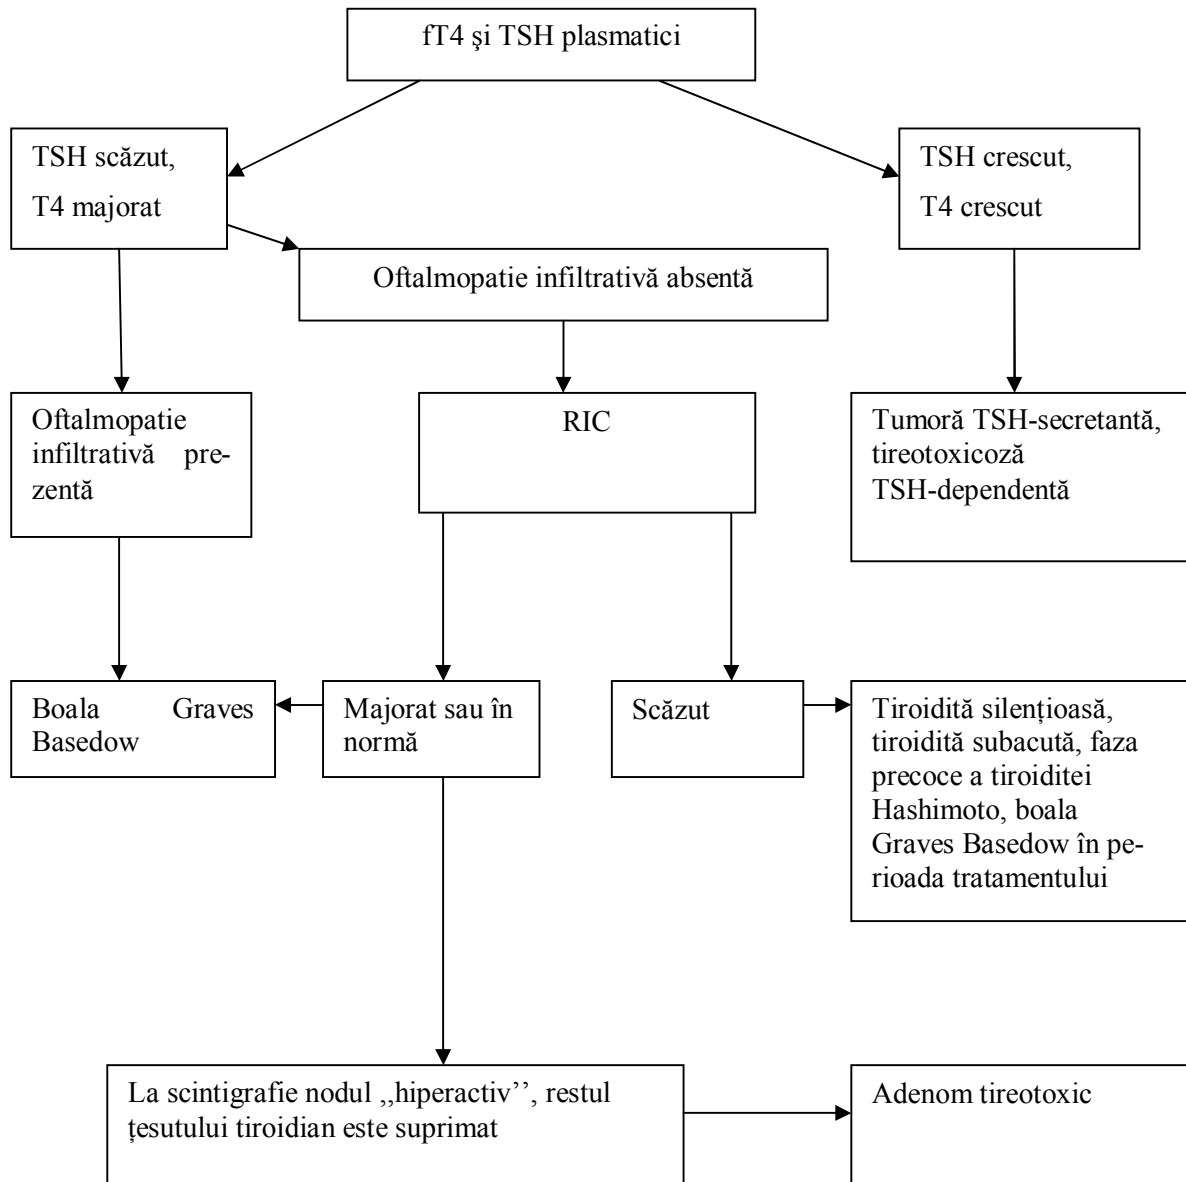 fT4 şi TSH plasmatici
TSH scăzut,
T4 majorat
TSH crescut,
T4 crescut
Oftalmopatie infiltrativă absentă
Oftalmopatie
infiltrativă pre-
zentă
RIC
Tumoră TSH-secretantă,
tireotoxicoză
TSH-dependentă
Boala Graves
Basedow
Majorat sau în
normă
Scăzut
Tiroidită silențioasă,
tiroidită subacută, faza
precoce a tiroiditei
Hashimoto, boala
Graves Basedow în pe-
rioada tratamentului
La scintigrafie nodul ,,hiperactiv’’, restul
țesutului tiroidian este suprimat
Adenom tireotoxic